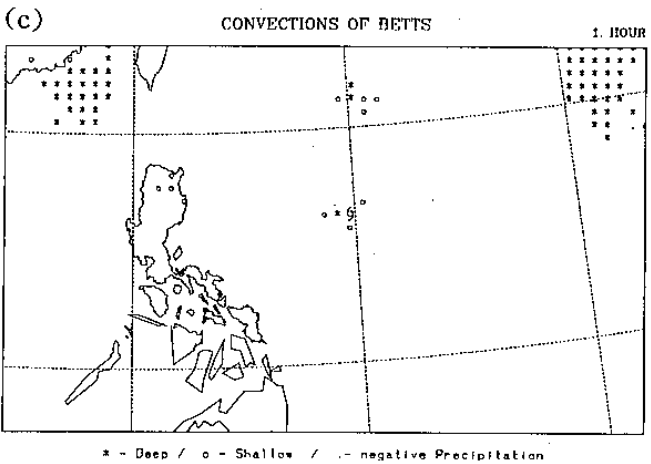 (c)
CONVECTIONS OF BETTS
1. HOUR
* - Deep / o - Shallow / .- negative Precipitation